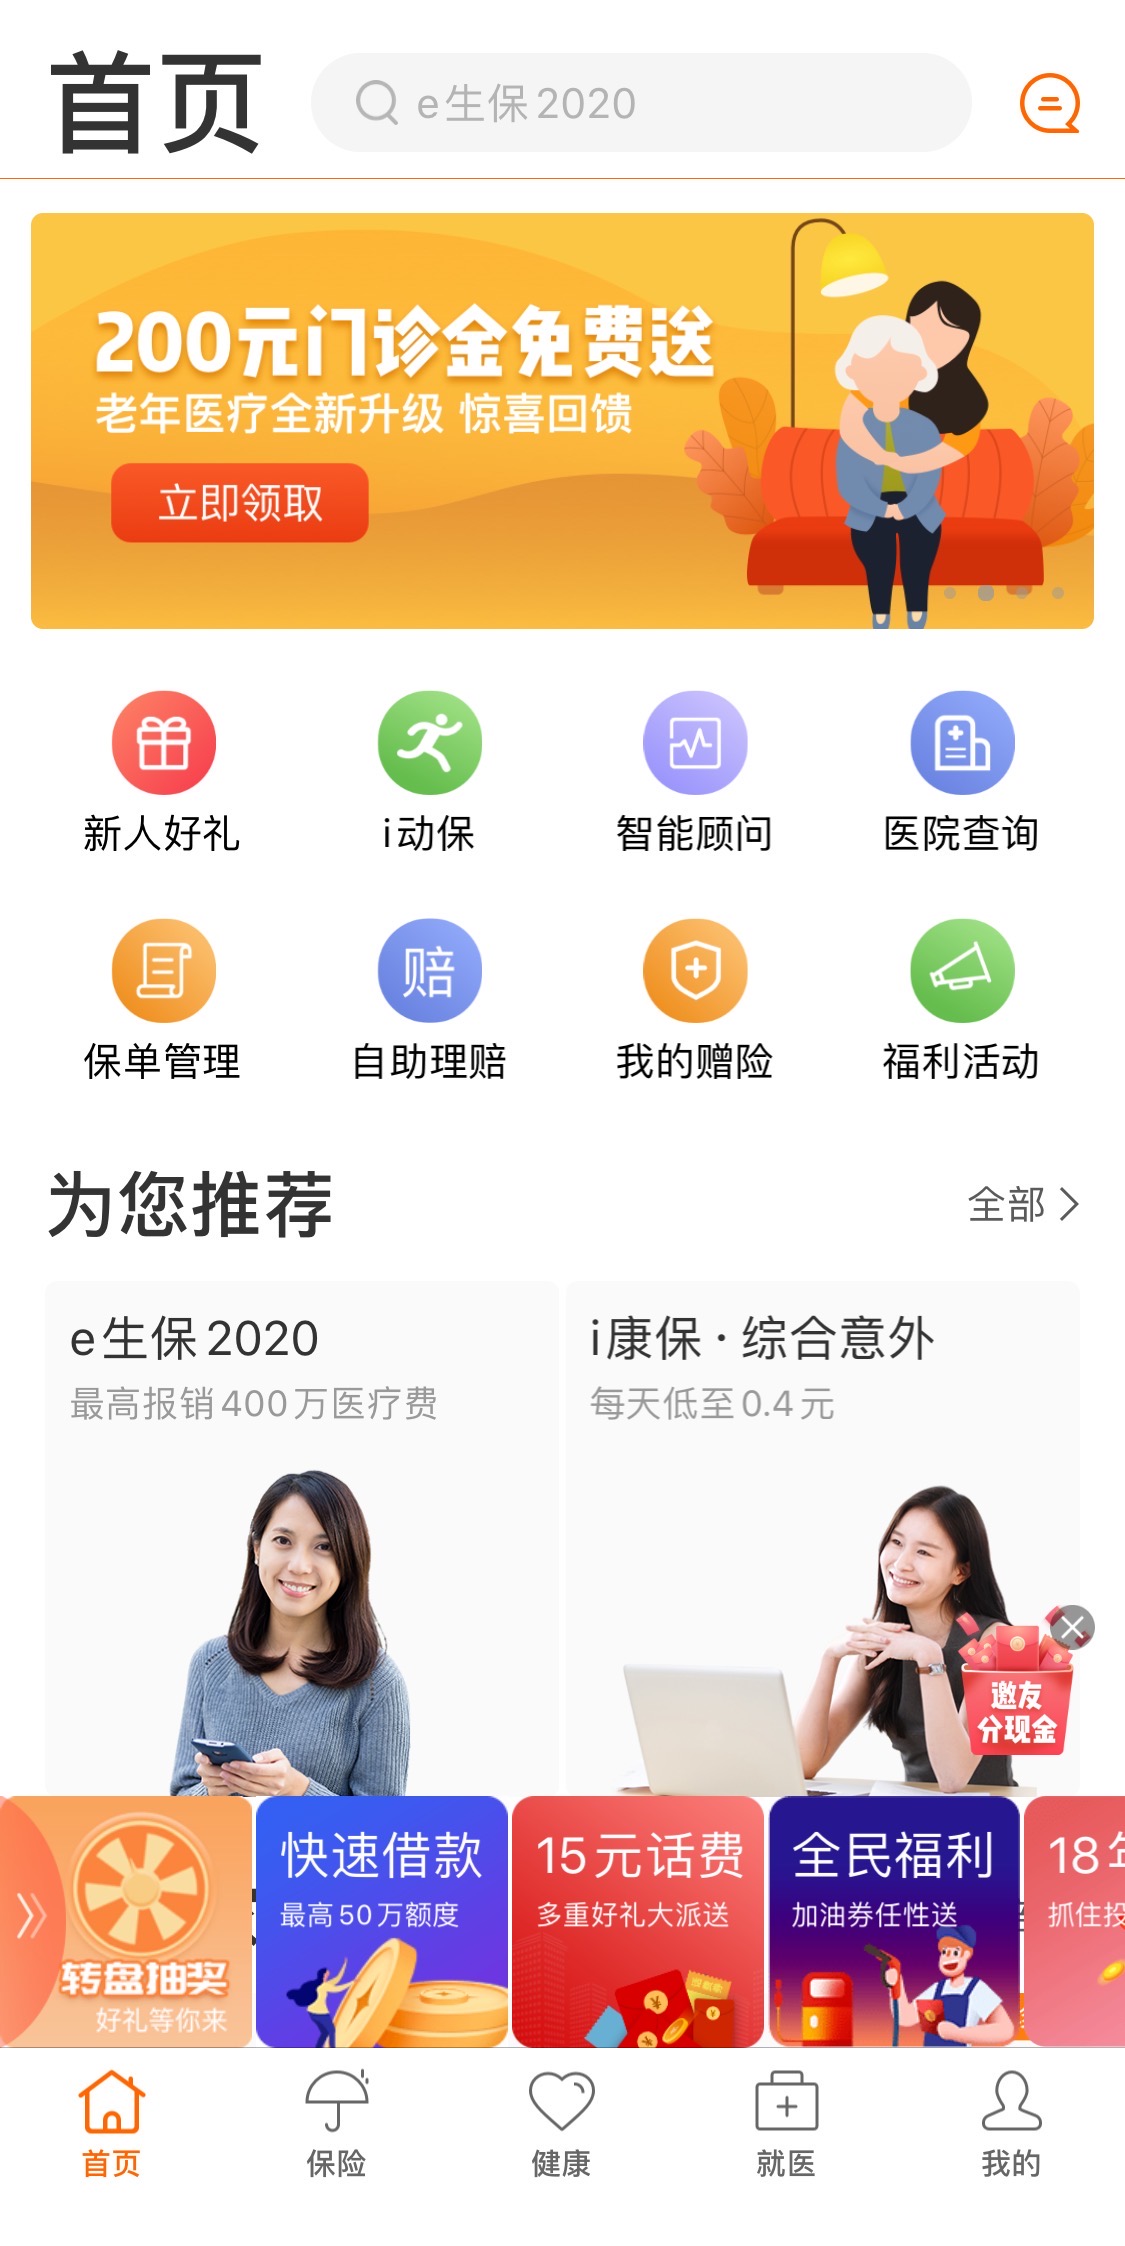 首页
e生保2020
200元门诊金免费送
老年医疗全新升级 惊喜回馈
立即领取
新人好礼
i动保
智能顾问
医院查询
赔
保单管理
自助理赔
我的赠险
福利活动
为您推荐
全部
e生保2020
最高报销400万医疗费
i康保·综合意外
每天低至0.4元
邀友
分现金
转盘抽奖
好礼等你来
快速借款
最高50万额度
15元话费
多重好礼大派送
全民福利
加油券任性送
18年
抓住投
首页
保险
健康
就医
我的